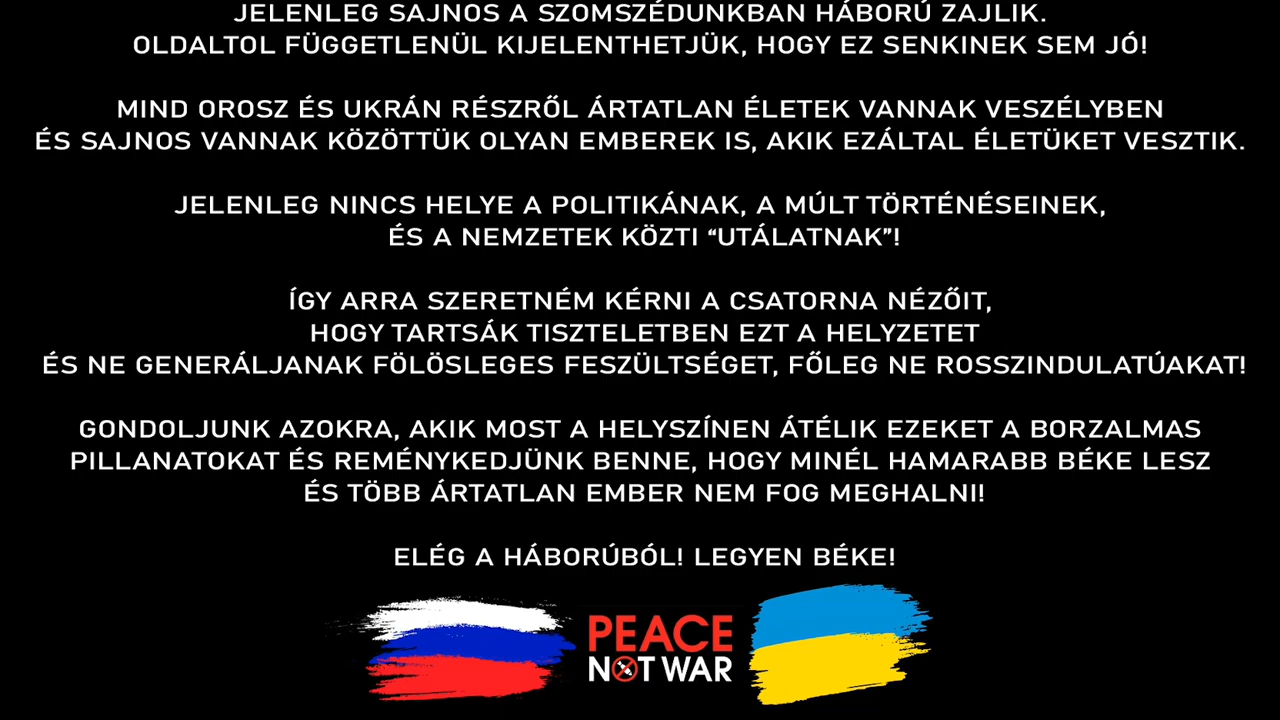 JELENLEG SAJNOS A SZOMSZÉDUNKBAN HÁBORÚ ZAJLIK.
OLDALTOL FÜGGETLENÜL KIJELENTHETJÜK, HOGY EZ SENKINEK SEM JÓ!
MIND OROSZ ÉS UKRÁN RÉSZRŐL ÁRTATLAN ÉLETEK VANNAK VESZÉLYBEN
ÉS SAJNOS VANNAK KÖZÖTTÜK OLYAN EMBEREK IS, AKIK EZÁLTAL ÉLETÜKET VESZTIK.
JELENLEG NINCS HELYE A POLITIKÁNAK, A MÚLT TÖRTÉNÉSEINEK,
ÉS A NEMZETEK KÖZTI “UTÁLATNAK”!
ÍGY ARRA SZERETNÉM KÉRNI A CSATORNA NÉZŐIT,
HOGY TARTSÁK TISZTELETBEN EZT A HELYZETET
ÉS NE GENERÁLJANAK FÖLÖSLEGES FESZÜLTSÉGET, FŐLEG NE ROSSZINDULATÚAKAT!
GONDOLJUNK AZOKRA, AKIK MOST A HELYSZÍNEN ÁTÉLIK EZEKET A BORZALMAS
PILLANATOKAT ÉS REMÉNYKEDJÜNK BENNE, HOGY MINÉL HAMARABB BÉKE LESZ
ÉS TÖBB ÁRTATLAN EMBER NEM FOG MEGHALNI!
ELÉG A HÁBORÚBÓL! LEGYEN BÉKE!
PEACE
NOT WAR